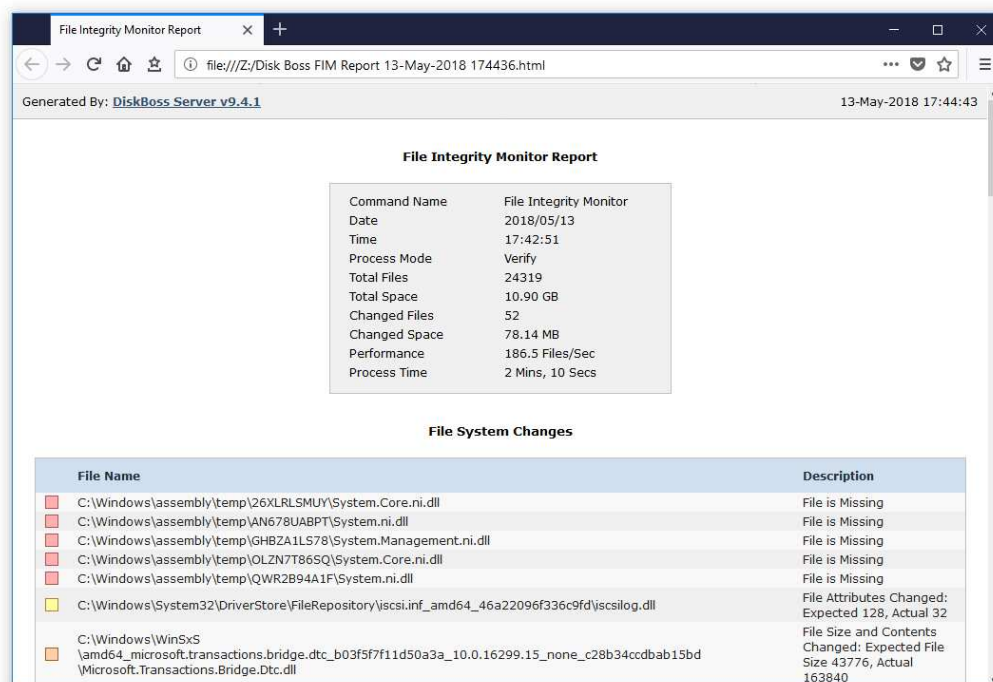 File Integrity Monitor Report
file:///Z:/Disk Boss FIM Report 13-May-2018 174436.html
Generated By: DiskBoss Server v9.4.1 13-May-2018 17:44:43
File Integrity Monitor Report
Command Name File Integrity Monitor
Date 2018/05/13
Time 17:42:51
Process Mode Verify
Total Files 24319
Total Space 10.90 GB
Changed Files 52
Changed Space 78.14 MB
Performance 186.5 Files/Sec
Process Time 2 Mins, 10 Secs
File System Changes
File Name Description
C:\Windows\assembly\temp\26XLRLSMUY\System.Core.ni.dll File is Missing
C:\Windows\assembly\temp\AN678UABPT\System.ni.dll File is Missing
C:\Windows\assembly\temp\GHBZA1LS78\System.Management.ni.dll File is Missing
C:\Windows\assembly\temp\OLZN7T86SQ\System.Core.ni.dll File is Missing
C:\Windows\assembly\temp\QWR2B94A1F\System.ni.dll File is Missing
C:\Windows\System32\DriverStore\FileRepository\iscsi.inf_amd64_46a22096f336c9fd\iscsilog.dll File Attributes Changed:
Expected 128, Actual 32
C:\Windows\WinSxS
\amd64_microsoft.transactions.bridge.dtc_b03f5f7f11d50a3a_10.0.16299.15_none_c28b34ccdbab15bd
\Microsoft.Transactions.Bridge.Dtc.dll
File Size and Contents
Changed: Expected File
Size 43776, Actual
163840